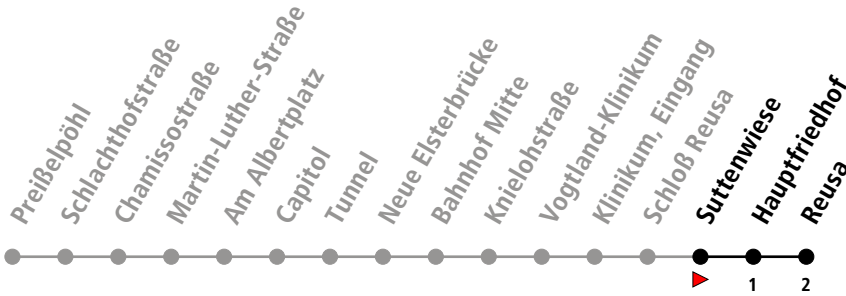 Preißelpöhl
Schlachthofstraße
Chamissostraße
Martin-Luther-Straße
Am Albertplatz
Capitol
Tunnel
Neue Elsterbrücke
Bahnhof Mitte
Knielohstraße
Vogtland-Klinikum
Klinikum, Eingang
Schloß Reusa
Suttenwiese
Hauptfriedhof
Reusa
1
2